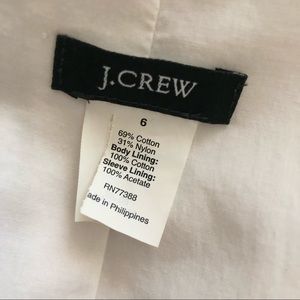 J.CREW
6
69% Cotton
31% Nylon
Body Lining:
100% Cotton
Sleeve Lining:
100% Acetate
RN77388
ade in Philippines